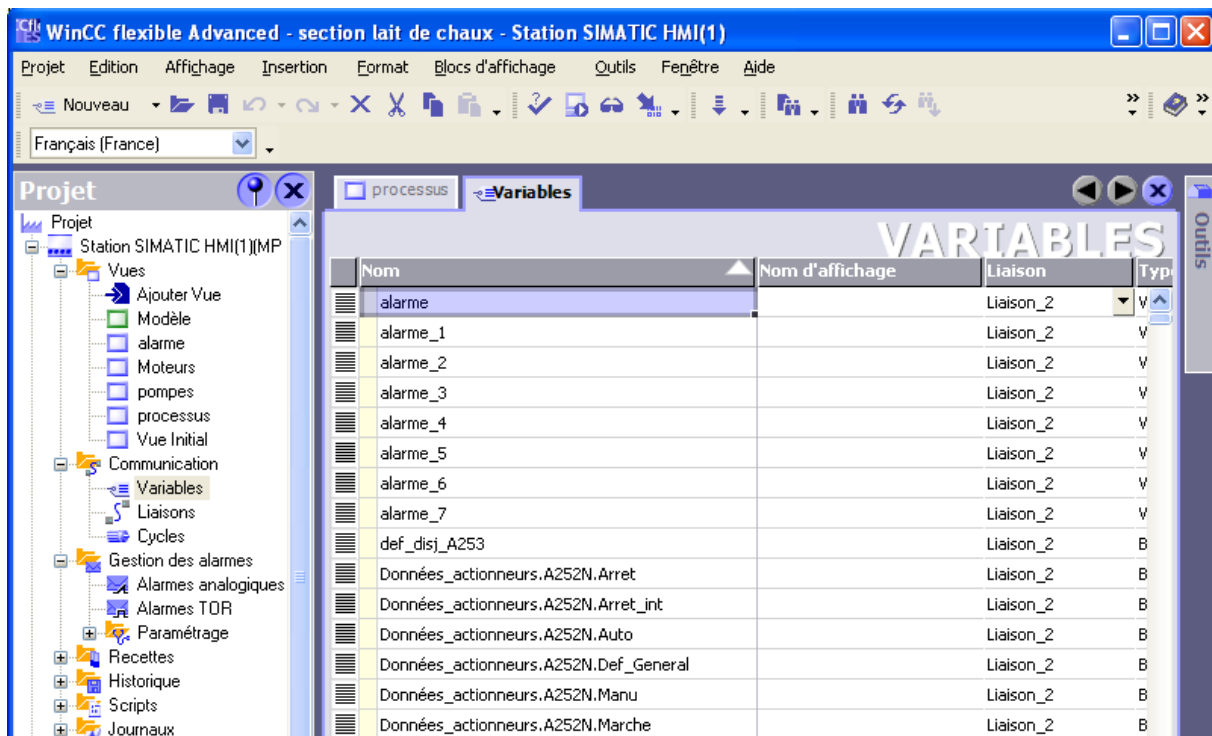 WinCC flexible Advanced - section lait de chaux - Station SIMATIC HMI(1)
Projet Edition Affichage Insertion Format Blocs d'affichage Outils Fenêtre Aide
Nouveau
Français (France)
Projet
Projet
Station SIMATIC HMI(1)(MP
Vues
Ajouter Vue
Modèle
alarme
Moteurs
pompes
processus
Vue Initial
Communication
Variables
Liaisons
Cycles
Gestion des alarmes
Alarmes analogiques
Alarmes TOR
Paramétrage
Recettes
Historique
Scripts
Journaux
processus Variables
VARIABLES
Nom Nom d'affichage Liaison Typ
alarme Liaison_2 V
alarme_1 Liaison_2 V
alarme_2 Liaison_2 V
alarme_3 Liaison_2 V
alarme_4 Liaison_2 V
alarme_5 Liaison_2 V
alarme_6 Liaison_2 V
alarme_7 Liaison_2 V
def_disj_A253 Liaison_2 B
Données_actionneurs.A252N.Arret Liaison_2 B
Données_actionneurs.A252N.Arret_int Liaison_2 B
Données_actionneurs.A252N.Auto Liaison_2 B
Données_actionneurs.A252N.Def_General Liaison_2 B
Données_actionneurs.A252N.Manu Liaison_2 B
Données_actionneurs.A252N.Marche Liaison_2 B
Outils